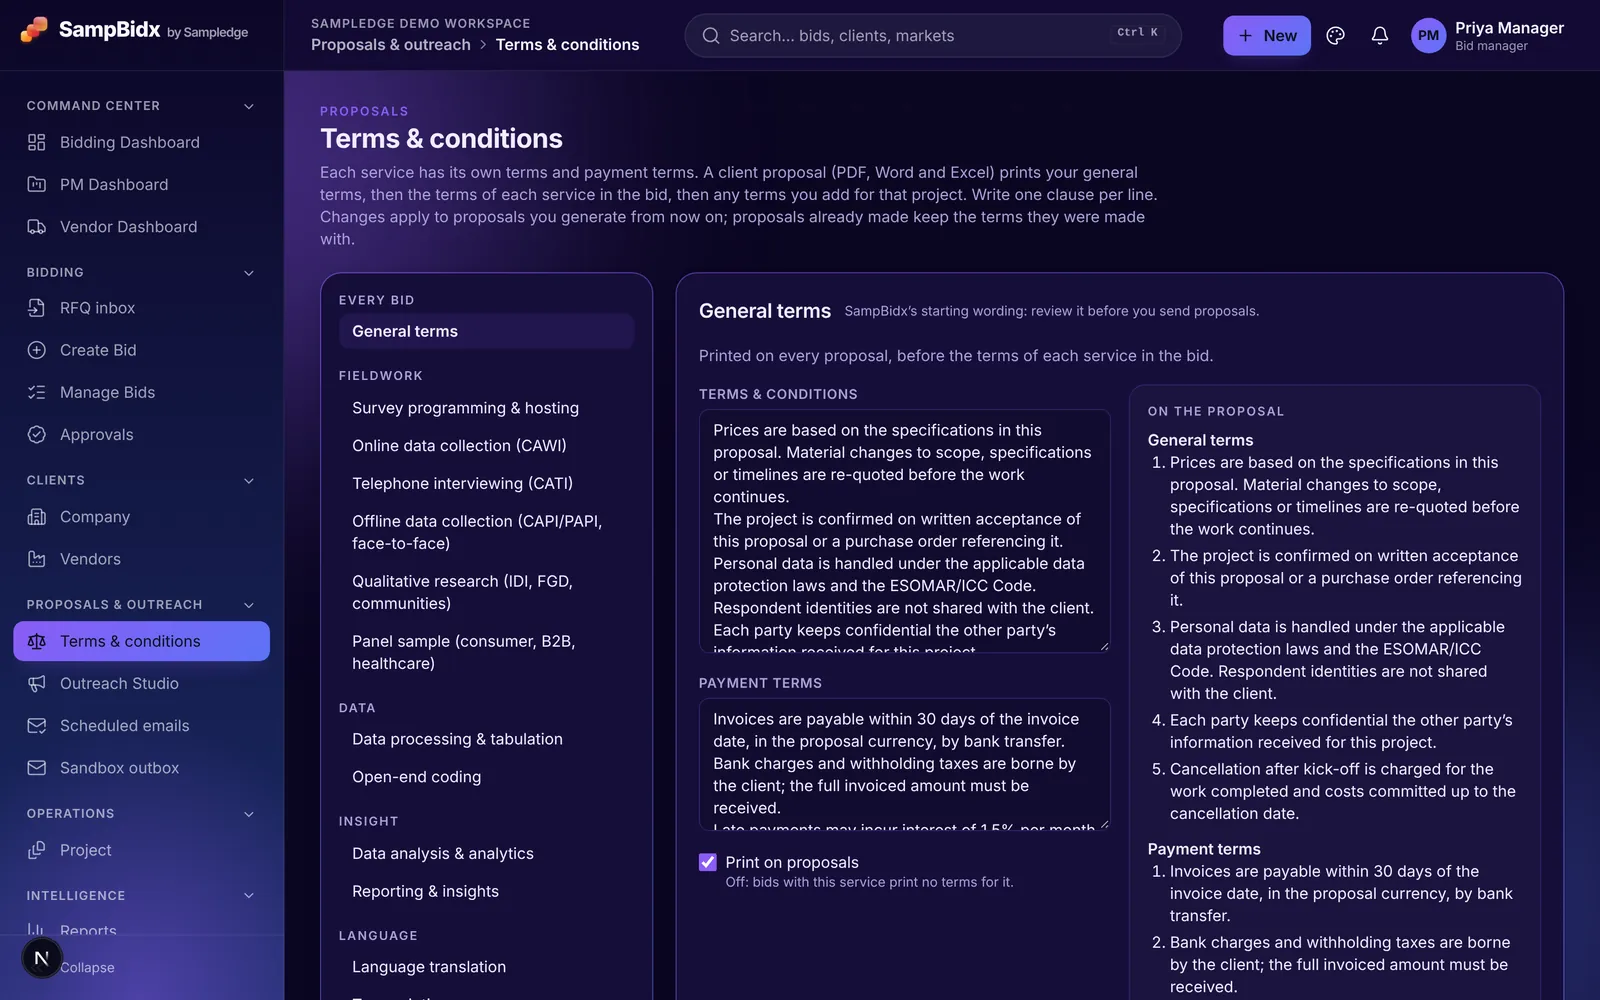 SampBidx by Sampledge
SAMPLEDGE DEMO WORKSPACE
Proposals & outreach > Terms & conditions
Search... bids, clients, markets
Ctrl K
+ New
PM
Priya Manager
Bid manager
COMMAND CENTER
Bidding Dashboard
PM Dashboard
Vendor Dashboard
BIDDING
RFQ inbox
Create Bid
Manage Bids
Approvals
CLIENTS
Company
Vendors
PROPOSALS & OUTREACH
Terms & conditions
Outreach Studio
Scheduled emails
Sandbox outbox
OPERATIONS
Project
INTELLIGENCE
Reports
N
Collapse
PROPOSALS
Terms & conditions
Each service has its own terms and payment terms. A client proposal (PDF, Word and Excel) prints your general
terms, then the terms of each service in the bid, then any terms you add for that project. Write one clause per line.
Changes apply to proposals you generate from now on; proposals already made keep the terms they were made
with.
EVERY BID
General terms
FIELDWORK
Survey programming & hosting
Online data collection (CAWI)
Telephone interviewing (CATI)
Offline data collection (CAPI/PAPI,
face-to-face)
Qualitative research (IDI, FGD,
communities)
Panel sample (consumer, B2B,
healthcare)
DATA
Data processing & tabulation
Open-end coding
INSIGHT
Data analysis & analytics
Reporting & insights
LANGUAGE
Language translation
General terms
SampBidx's starting wording: review it before you send proposals.
Printed on every proposal, before the terms of each service in the bid.
TERMS & CONDITIONS
Prices are based on the specifications in this
proposal. Material changes to scope, specifications
or timelines are re-quoted before the work
continues.
The project is confirmed on written acceptance of
this proposal or a purchase order referencing it.
Personal data is handled under the applicable data
protection laws and the ESOMAR/ICC Code.
Respondent identities are not shared with the client.
Each party keeps confidential the other party's
information received for this project.
PAYMENT TERMS
Invoices are payable within 30 days of the invoice
date, in the proposal currency, by bank transfer.
Bank charges and withholding taxes are borne by
the client; the full invoiced amount must be
received.
Late payments may incur interest of 1.5% per month
Print on proposals
Off: bids with this service print no terms for it.
ON THE PROPOSAL
General terms
1. Prices are based on the specifications in this
proposal. Material changes to scope,
specifications or timelines are re-quoted before
the work continues.
2. The project is confirmed on written acceptance
of this proposal or a purchase order referencing
it.
3. Personal data is handled under the applicable
data protection laws and the ESOMAR/ICC
Code. Respondent identities are not shared
with the client.
4. Each party keeps confidential the other party's
information received for this project.
5. Cancellation after kick-off is charged for the
work completed and costs committed up to the
cancellation date.
Payment terms
1. Invoices are payable within 30 days of the
invoice date, in the proposal currency, by bank
transfer.
2. Bank charges and withholding taxes are borne
by the client; the full invoiced amount must be
received.